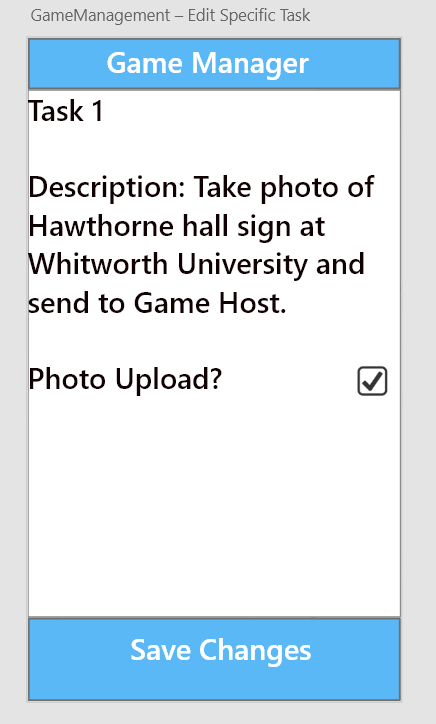 GameManagement – Edit Specific Task
Game Manager
Task 1
Description: Take photo of
Hawthorne hall sign at
Whitworth University and
send to Game Host.
Photo Upload?
Save Changes